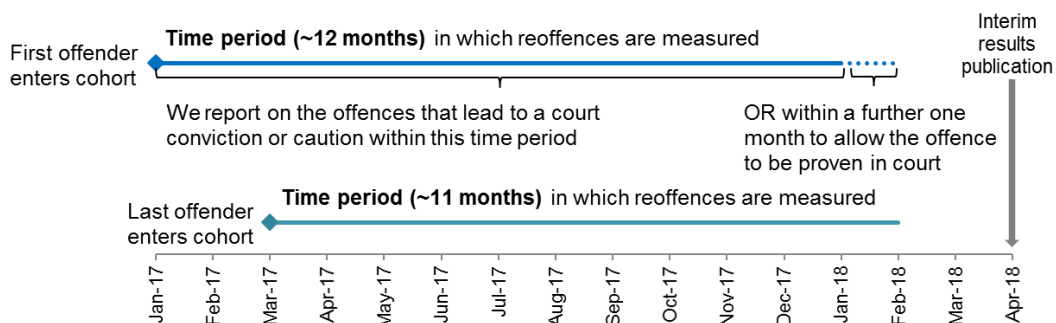 Time period (~12 months) in which reoffences are measured
First offender
enters cohort
Interim
results
publication
We report on the offences that lead to a court
conviction or caution within this time period
OR within a further one
month to allow the offence
to be proven in court
Time period (~11 months) in which reoffences are measured
Last offender
enters cohort
Jan-17
Feb-17
Mar-17
Apr-17
May-17
Jun-17
Jul-17
Aug-17
Sep-17
Oct-17
Nov-17
Dec-17
Jan-18
Feb-18
Mar-18
Apr-18